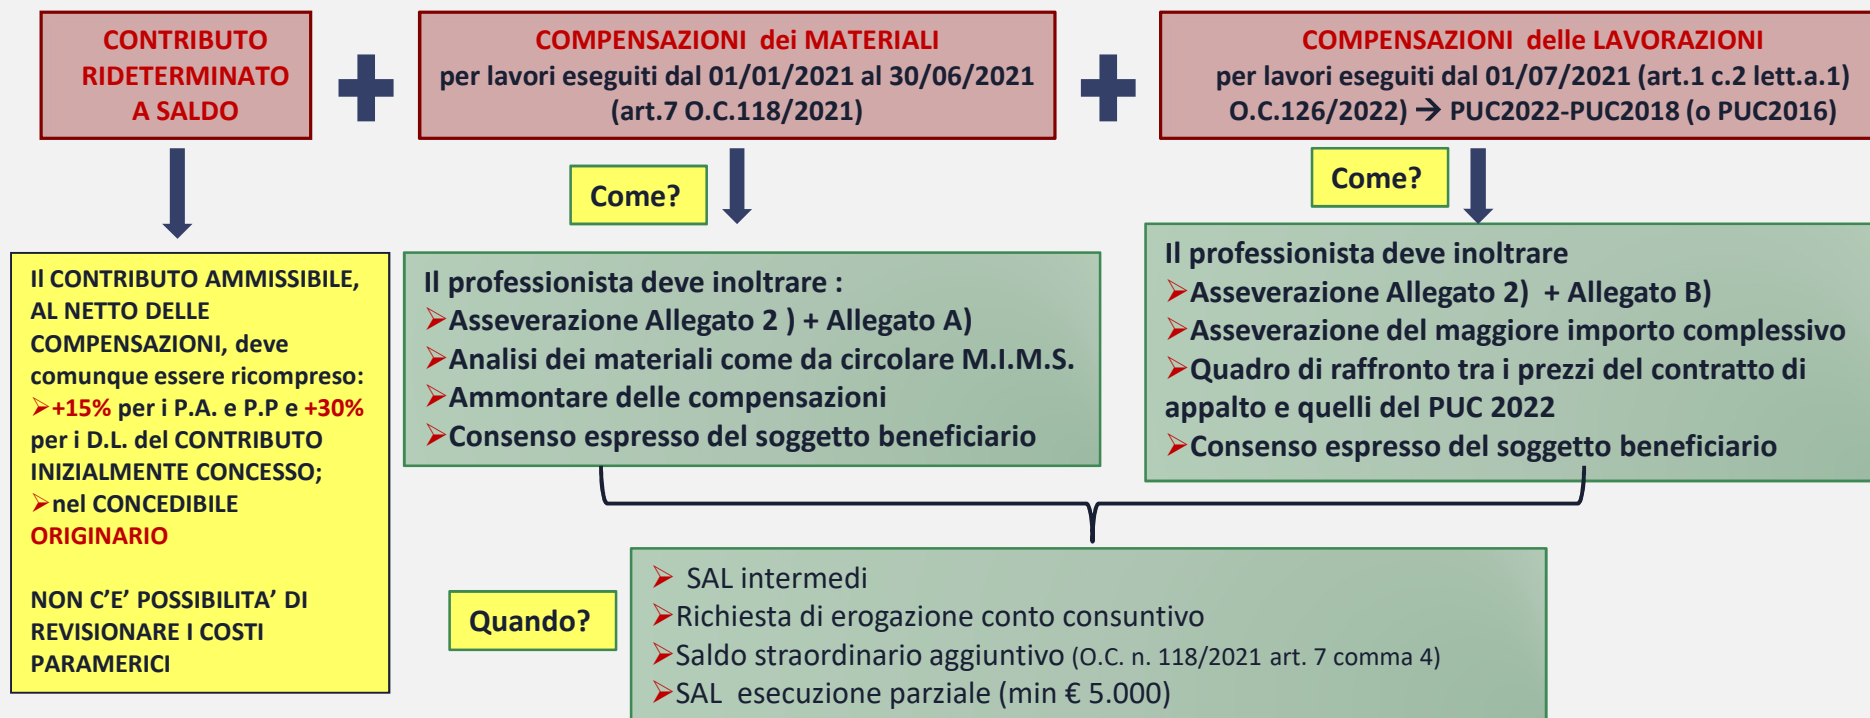 CONTRIBUTO
RIDETERMINATO
A SALDO
COMPENSAZIONI dei MATERIALI
per lavori eseguiti dal 01/01/2021 al 30/06/2021
(art.7 O.C.118/2021)
COMPENSAZIONI delle LAVORAZIONI
per lavori eseguiti dal 01/07/2021 (art.1 c.2 lett.a.1)
O.C.126/2022) → PUC2022-PUC2018 (o PUC2016)
Come?
Come?
Il CONTRIBUTO AMMISSIBILE,
AL NETTO DELLE
COMPENSAZIONI, deve
comunque essere ricompreso:
➢+15% per i P.A. e P.P e +30%
per i D.L. del CONTRIBUTO
INIZIALMENTE CONCESSO;
➢nel CONCEDIBILE
ORIGINARIO
NON C'E' POSSIBILITA' DI
REVISIONARE I COSTI
PARAMERICI
Il professionista deve inoltrare :
➢Asseverazione Allegato 2 ) + Allegato A)
➢Analisi dei materiali come da circolare M.I.M.S.
➢Ammontare delle compensazioni
➢Consenso espresso del soggetto beneficiario
Il professionista deve inoltrare
➢Asseverazione Allegato 2) + Allegato B)
➢Asseverazione del maggiore importo complessivo
➢Quadro di raffronto tra i prezzi del contratto di
appalto e quelli del PUC 2022
➢Consenso espresso del soggetto beneficiario
Quando?
➢ SAL intermedi
➢Richiesta di erogazione conto consuntivo
➢Saldo straordinario aggiuntivo (O.C. n. 118/2021 art. 7 comma 4)
➢SAL esecuzione parziale (min € 5.000)